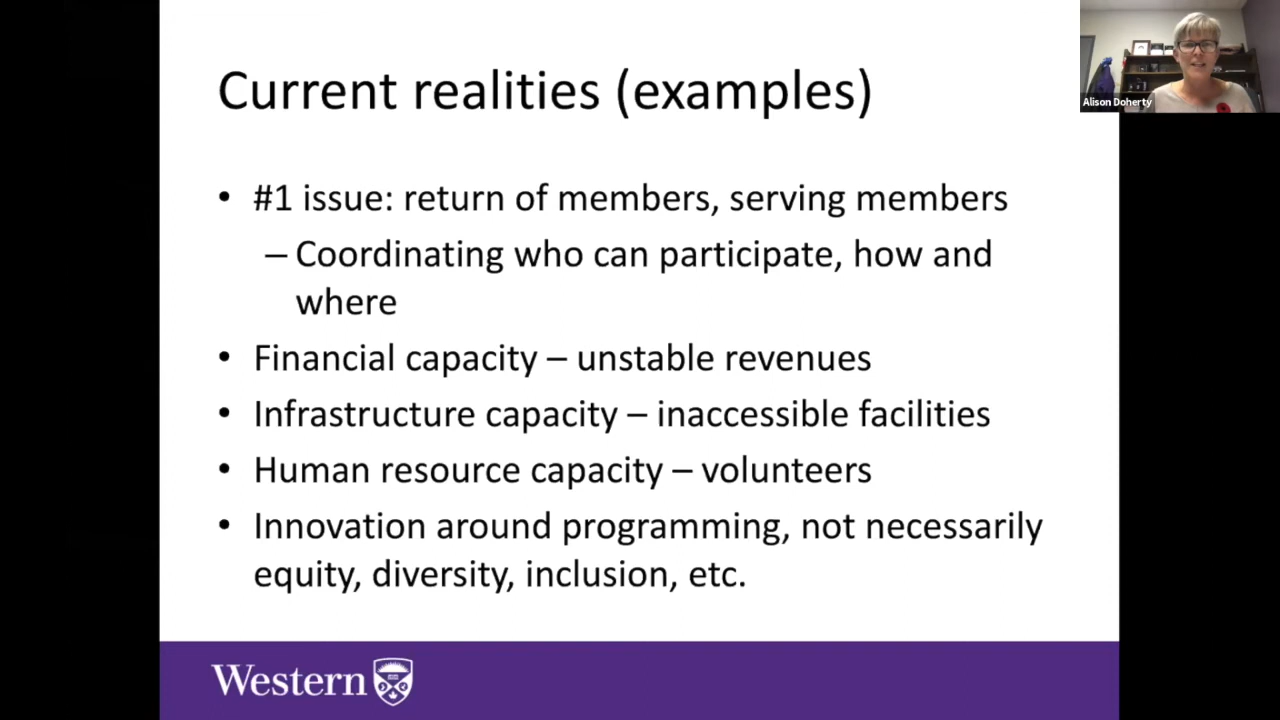 Current realities (examples)
Alison Doherty
• #1 issue: return of members, serving members
– Coordinating who can participate, how and
where
• Financial capacity – unstable revenues
• Infrastructure capacity – inaccessible facilities
• Human resource capacity – volunteers
• Innovation around programming, not necessarily
equity, diversity, inclusion, etc.
Western